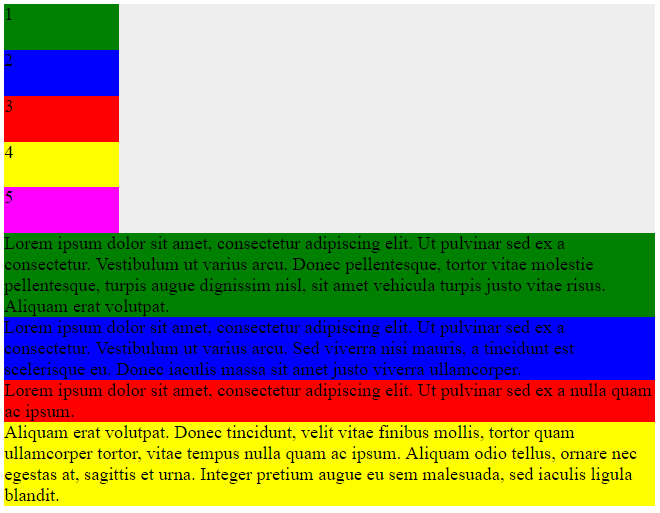 1
2
3
4
5
Lorem ipsum dolor sit amet, consectetur adipiscing elit. Ut pulvinar sed ex a
consectetur. Vestibulum ut varius arcu. Donec pellentesque, tortor vitae molestie
pellentesque, turpis augue dignissim nisl, sit amet vehicula turpis justo vitae risus.
Aliquam erat volutpat.
Lorem ipsum dolor sit amet, consectetur adipiscing elit. Ut pulvinar sed ex a
consectetur. Vestibulum ut varius arcu. Sed viverra nisi mauris, a tincidunt est
scelerisque eu. Donec iaculis massa sit amet justo viverra ullamcorper.
Lorem ipsum dolor sit amet, consectetur adipiscing elit. Ut pulvinar sed ex a nulla quam
ac ipsum.
Aliquam erat volutpat. Donec tincidunt, velit vitae finibus mollis, tortor quam
ullamcorper tortor, vitae tempus nulla quam ac ipsum. Aliquam odio tellus, ornare nec
egestas at, sagittis et urna. Integer pretium augue eu sem malesuada, sed iaculis ligula
blandit.